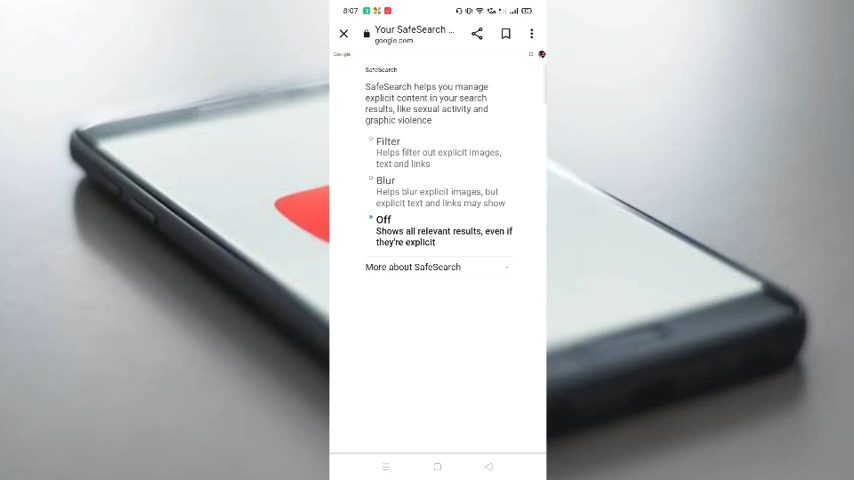 8:07
Your SafeSearch ...
google.com
Google
SafeSearch
SafeSearch helps you manage
explicit content in your search
results, like sexual activity and
graphic violence
Filter
Helps filter out explicit images,
text and links
Blur
Helps blur explicit images, but
explicit text and links may show
Off
Shows all relevant results, even if
they're explicit
More about SafeSearch